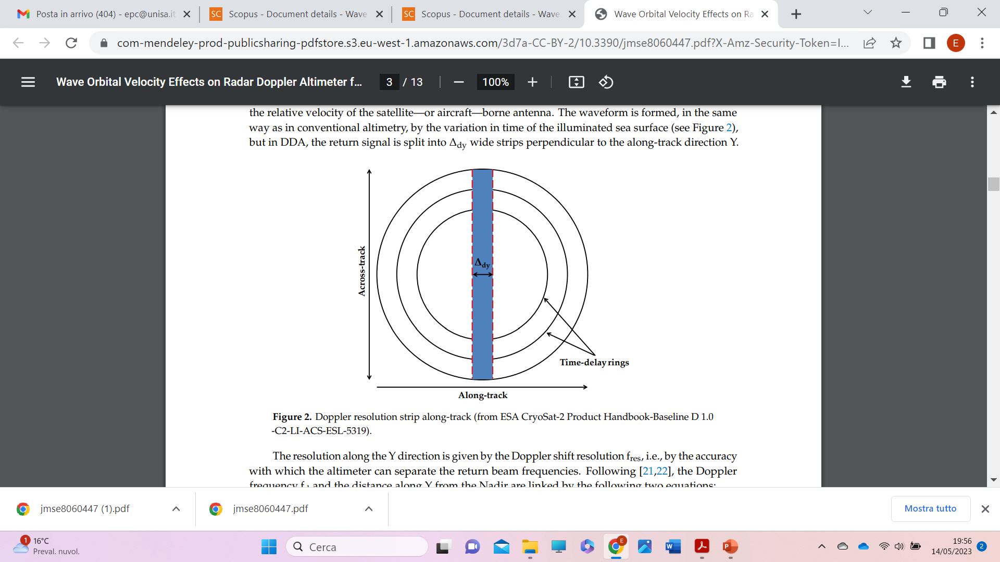 Posta in arrivo (404) - epc@unisa.it
SC Scopus - Document details - Wave
SC Scopus - Document details - Wave
Wave Orbital Velocity Effects on Ra
com-mendeley-prod-publicsharing-pdfstore.s3.eu-west-1.amazonaws.com/3d7a-CC-BY-2/10.3390/jmse8060447.pdf?X-Amz-Security-Token=I...
E
Wave Orbital Velocity Effects on Radar Doppler Altimeter f...
3 / 13
100%
the relative velocity of the satellite—or aircraft—borne antenna. The waveform is formed, in the same
way as in conventional altimetry, by the variation in time of the illuminated sea surface (see Figure 2),
but in DDA, the return signal is split into Δdy wide strips perpendicular to the along-track direction Y.
Across-track
Δdy
Time-delay rings
Along-track
Figure 2. Doppler resolution strip along-track (from ESA CryoSat-2 Product Handbook-Baseline D 1.0
-C2-LI-ACS-ESL-5319).
The resolution along the Y direction is given by the Doppler shift resolution fres, i.e., by the accuracy
with which the altimeter can separate the return beam frequencies. Following [21,22], the Doppler
frequency fd and the distance along Y from the Nadir are linked by the following two equations:
jmse8060447 (1).pdf
jmse8060447.pdf
Mostra tutto
1
16°C
Preval. nuvol.
Cerca
E
W
P
19:56
14/05/2023
2